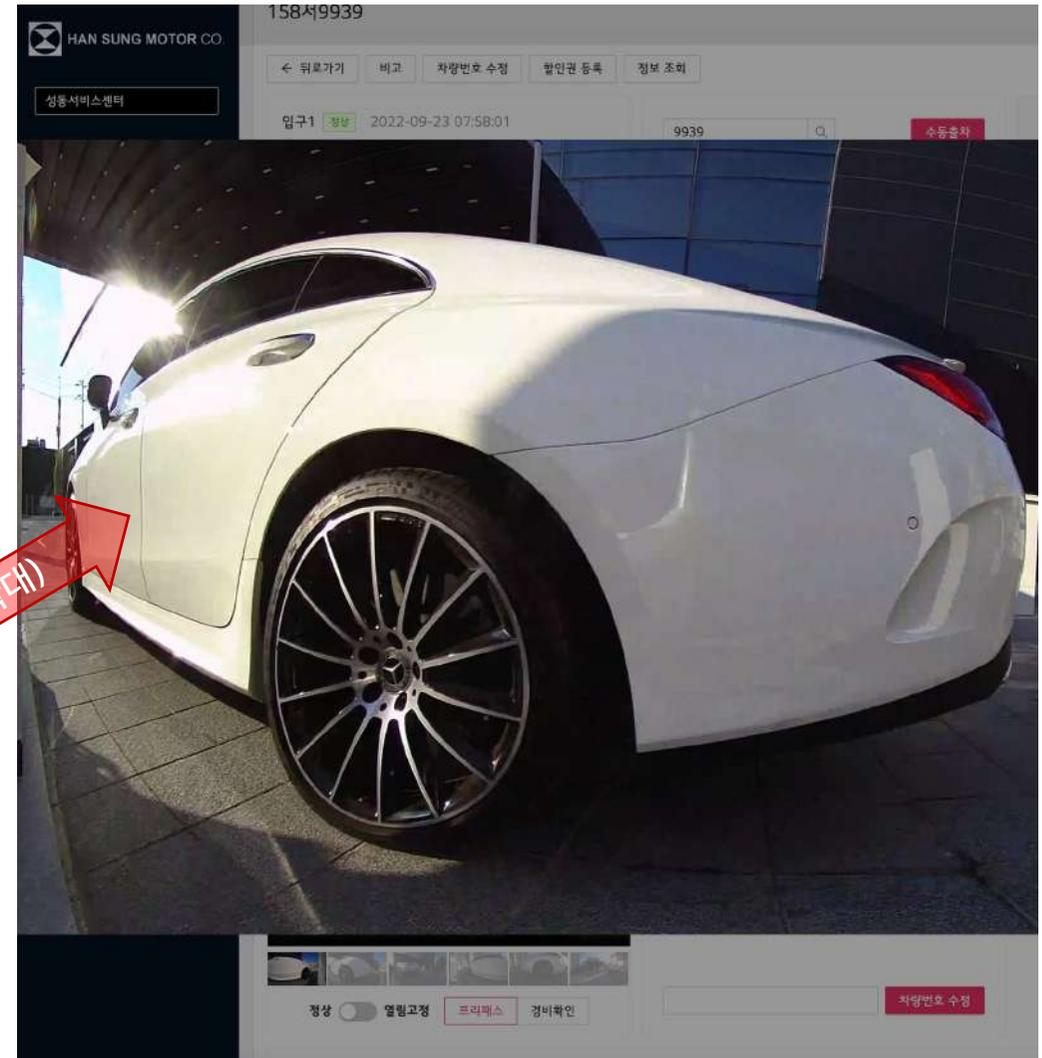 158서9939
HAN SUNG MOTOR CO.
← 뒤로가기 비고 차량번호 수정 할인권 등록 정보 조회
성동서비스센터
입구1 정상 2022-09-23 07:58:01
9939 수동출차
대)
정상 열림고정 프리패스 경비확인
차량번호 수정